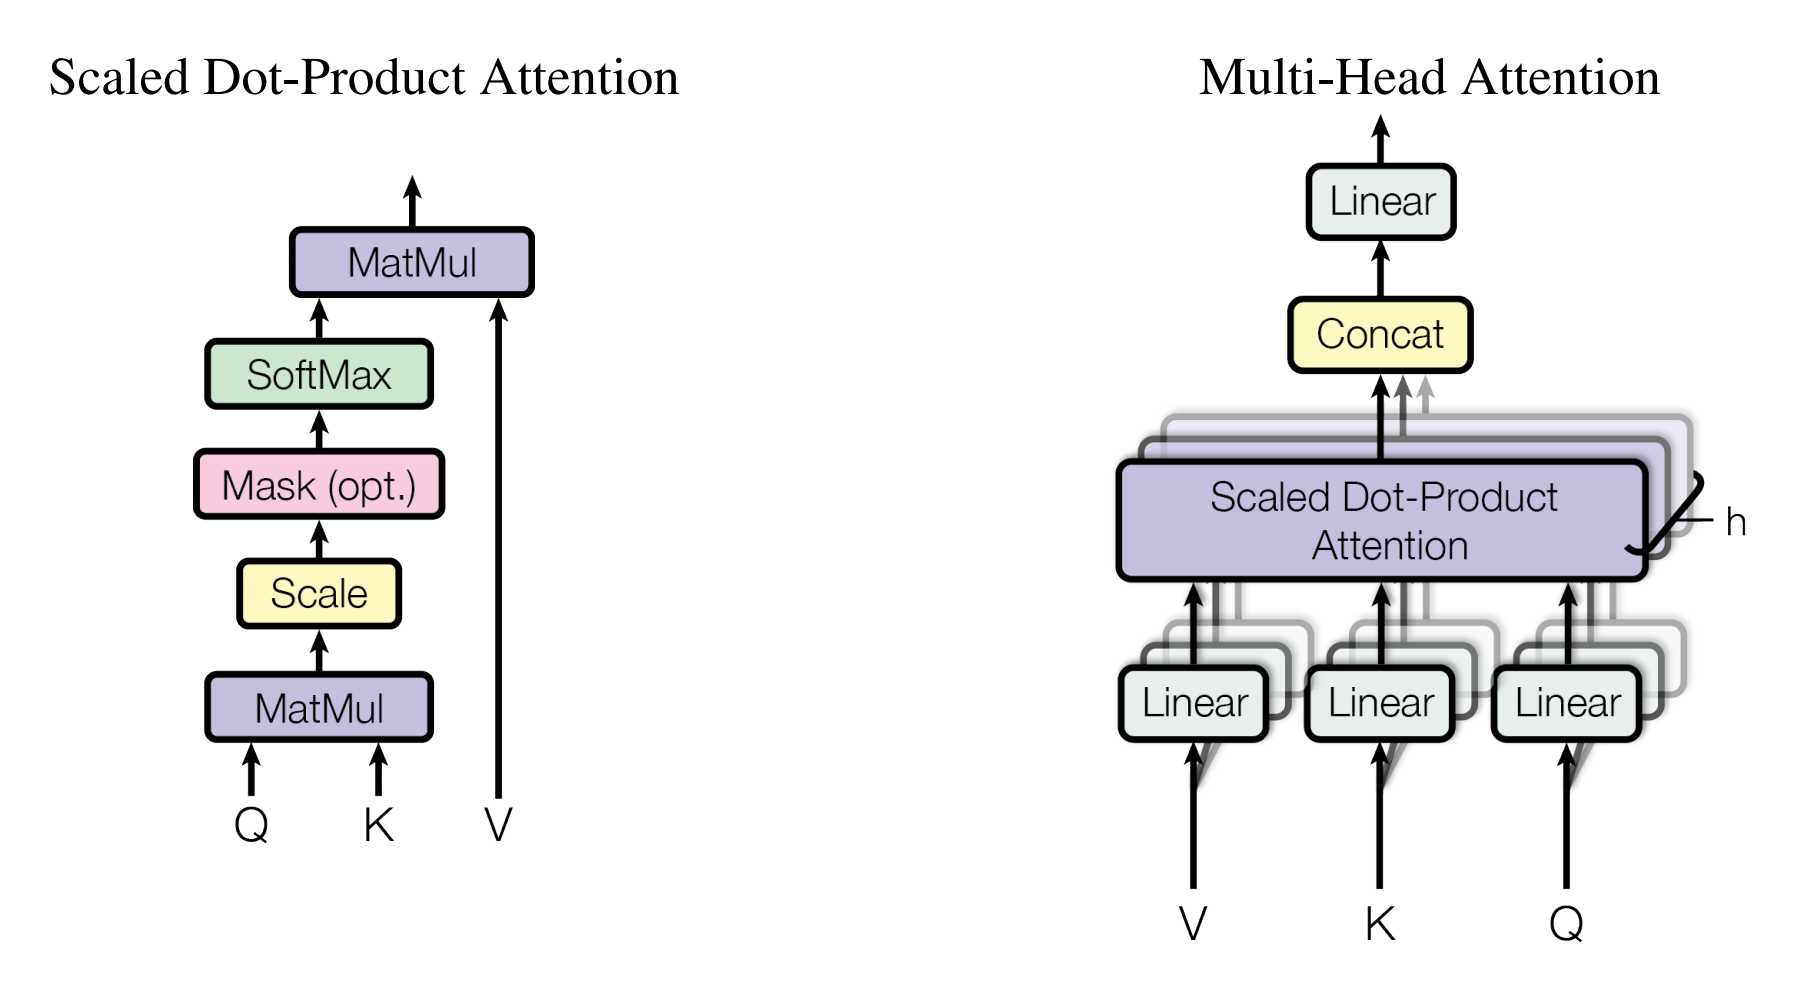 Scaled Dot-Product Attention
MatMul
SoftMax
Mask (opt.)
Scale
MatMul
Q K V
Multi-Head Attention
Linear
Concat
Scaled Dot-Product
Attention
h
Linear Linear Linear
V K Q